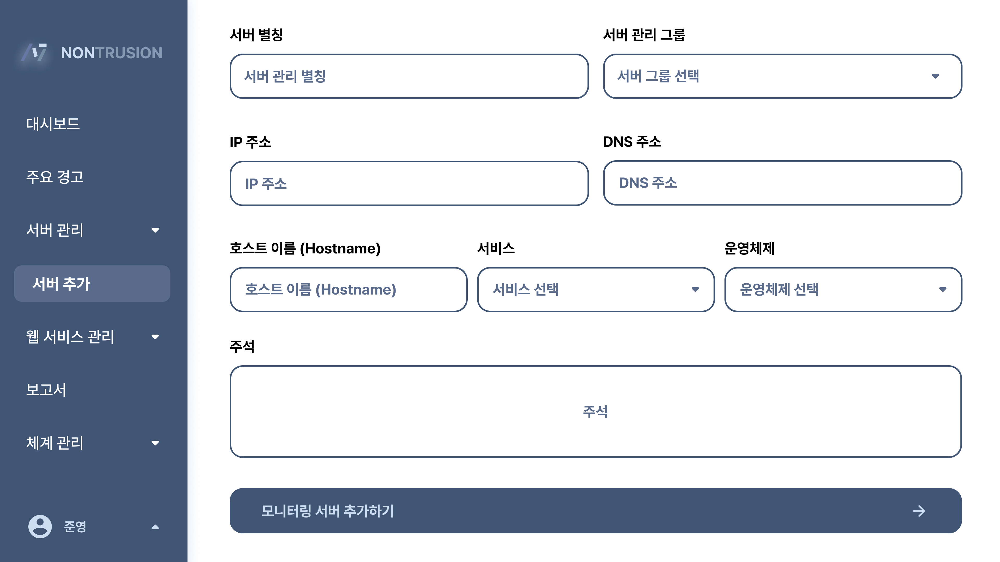 NONTRUSION
대시보드
주요 경고
서버 관리
서버 추가
웹 서비스 관리
보고서
체계 관리
준영
서버 별칭
서버 관리 별칭
서버 관리 그룹
서버 그룹 선택
IP 주소
IP 주소
DNS 주소
DNS 주소
호스트 이름 (Hostname)
호스트 이름 (Hostname)
서비스
서비스 선택
운영체제
운영체제 선택
주석
주석
모니터링 서버 추가하기